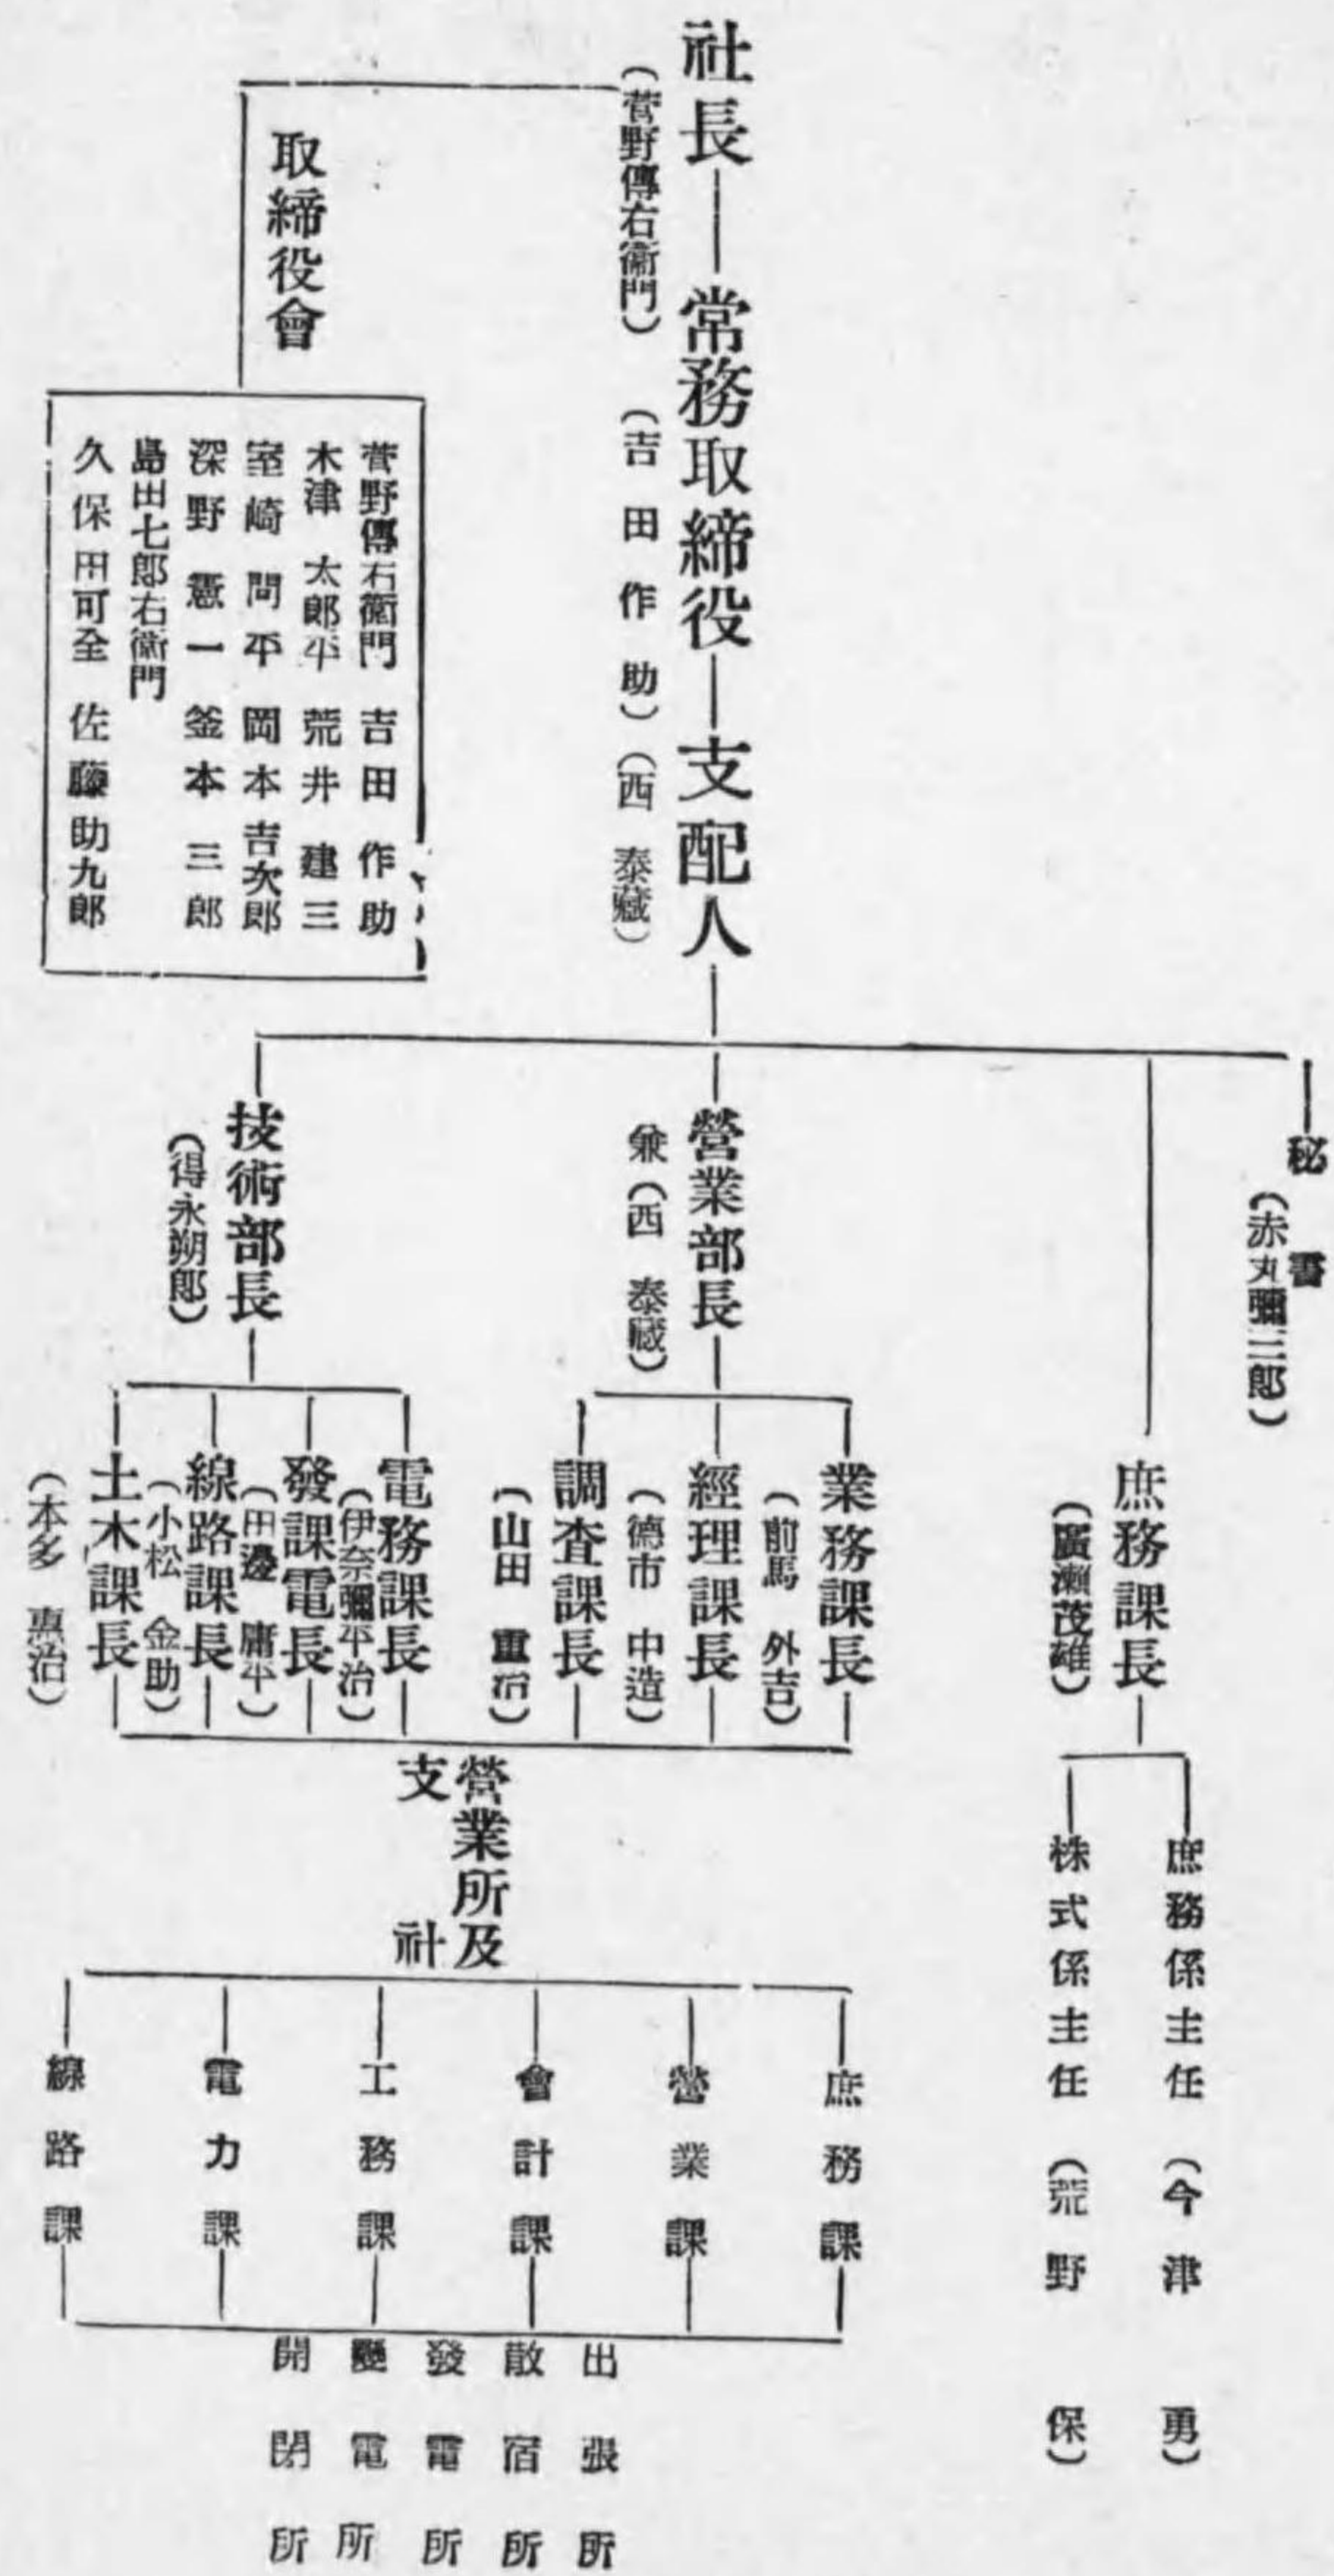 社長
(菅野傳右衞門)
常務取締役
(吉田作助)
支配人
(西泰藏)
取締役會
菅野傳右衞門 吉田作助
木津太郎平 荒井建三
室崎間平 岡本吉次郎
深野憲一 釜本三郎
島田七郎右衞門
久保田可全 佐藤助九郎
秘書
(赤丸彌三郎)
庶務課長
(廣瀨茂雄)
庶務係主任(今津勇)
株式係主任(荒野保)
營業部長
兼(西泰藏)
業務課長
(前馬外吉)
經理課長
(德市中造)
調査課長
(山田重治)
技術部長
(得永朔郎)
電務課長
(伊奈彌平治)
發課電長
(田邊庸平)
線路課長
(小松金助)
土木課長
(本多惠治)
營業所及
支社
庶務課
營業課
會計課
工務課
電力課
線路課
出張所
散宿所
發電所
變電所
開閉所